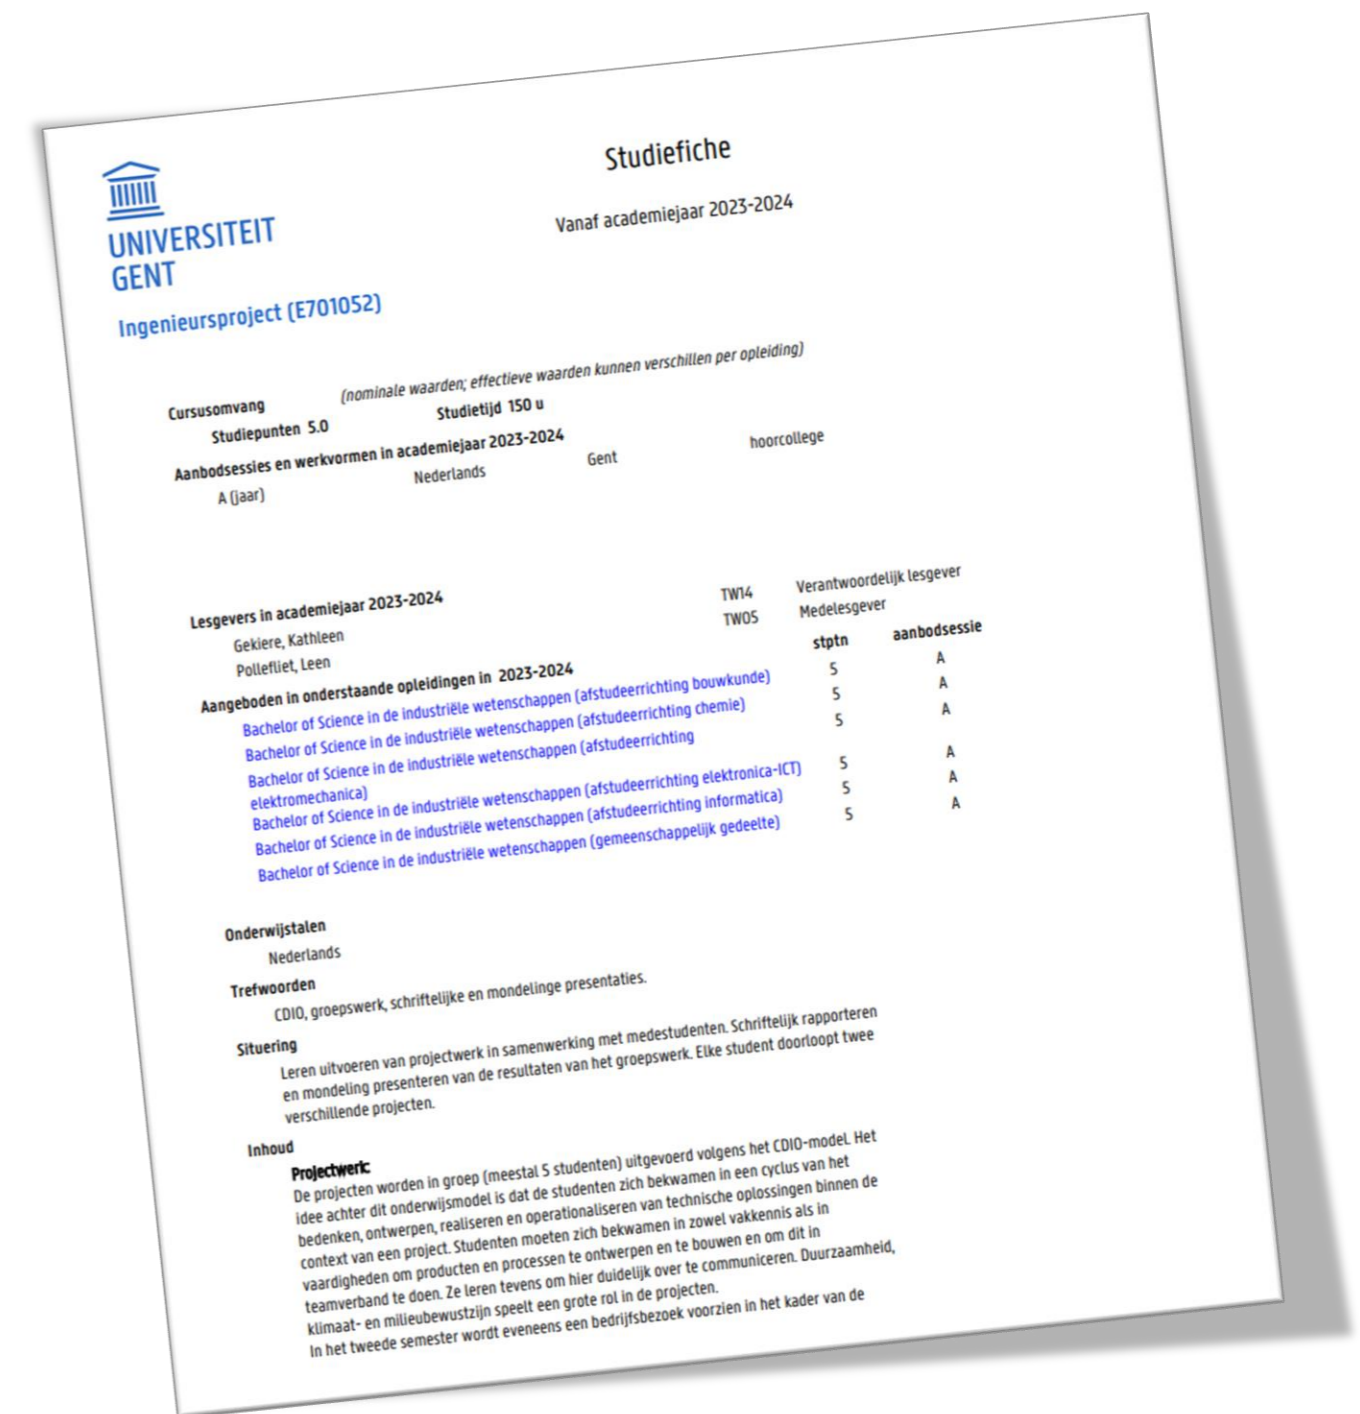 Studiefiche
Vanaf academiejaar 2023-2024
UNIVERSITEIT
GENT
Ingenieursproject (E701052)
Cursusomvang (nominale waarden; effectieve waarden kunnen verschillen per opleiding)
Studiepunten 5.0 Studietijd 150 u
Aanbodsessies en werkvormen in academiejaar 2023-2024
A (jaar) Nederlands Gent hoorcollege
Lesgevers in academiejaar 2023-2024
Gekiere, Kathleen TW14 Verantwoordelijk lesgever
Pollefliet, Leen TW05 Medelesgever
Aangeboden in onderstaande opleidingen in 2023-2024 stptn aanbodsessie
Bachelor of Science in de industriële wetenschappen (afstudeerrichting bouwkunde) 5 A
Bachelor of Science in de industriële wetenschappen (afstudeerrichting chemie) 5 A
Bachelor of Science in de industriële wetenschappen (afstudeerrichting 5 A
elektromechanica)
Bachelor of Science in de industriële wetenschappen (afstudeerrichting elektronica-ICT) 5 A
Bachelor of Science in de industriële wetenschappen (afstudeerrichting informatica) 5 A
Bachelor of Science in de industriële wetenschappen (gemeenschappelijk gedeelte) 5 A
Onderwijstalen
Nederlands
Trefwoorden
CDIO, groepswerk, schriftelijke en mondelinge presentaties.
Situering
Leren uitvoeren van projectwerk in samenwerking met medestudenten. Schriftelijk rapporteren
en mondeling presenteren van de resultaten van het groepswerk. Elke student doorloopt twee
verschillende projecten.
Inhoud
Projectwerk:
De projecten worden in groep (meestal 5 studenten) uitgevoerd volgens het CDIO-model. Het
idee achter dit onderwijsmodel is dat de studenten zich bekwamen in een cyclus van het
bedenken, ontwerpen, realiseren en operationaliseren van technische oplossingen binnen de
context van een project. Studenten moeten zich bekwamen in zowel vakkennis als in
vaardigheden om producten en processen te ontwerpen en te bouwen en om dit in
teamverband te doen. Ze leren tevens om hier duidelijk over te communiceren. Duurzaamheid,
klimaat- en milieubewustzijn speelt een grote rol in de projecten.
In het tweede semester wordt eveneens een bedrijfsbezoek voorzien in het kader van de